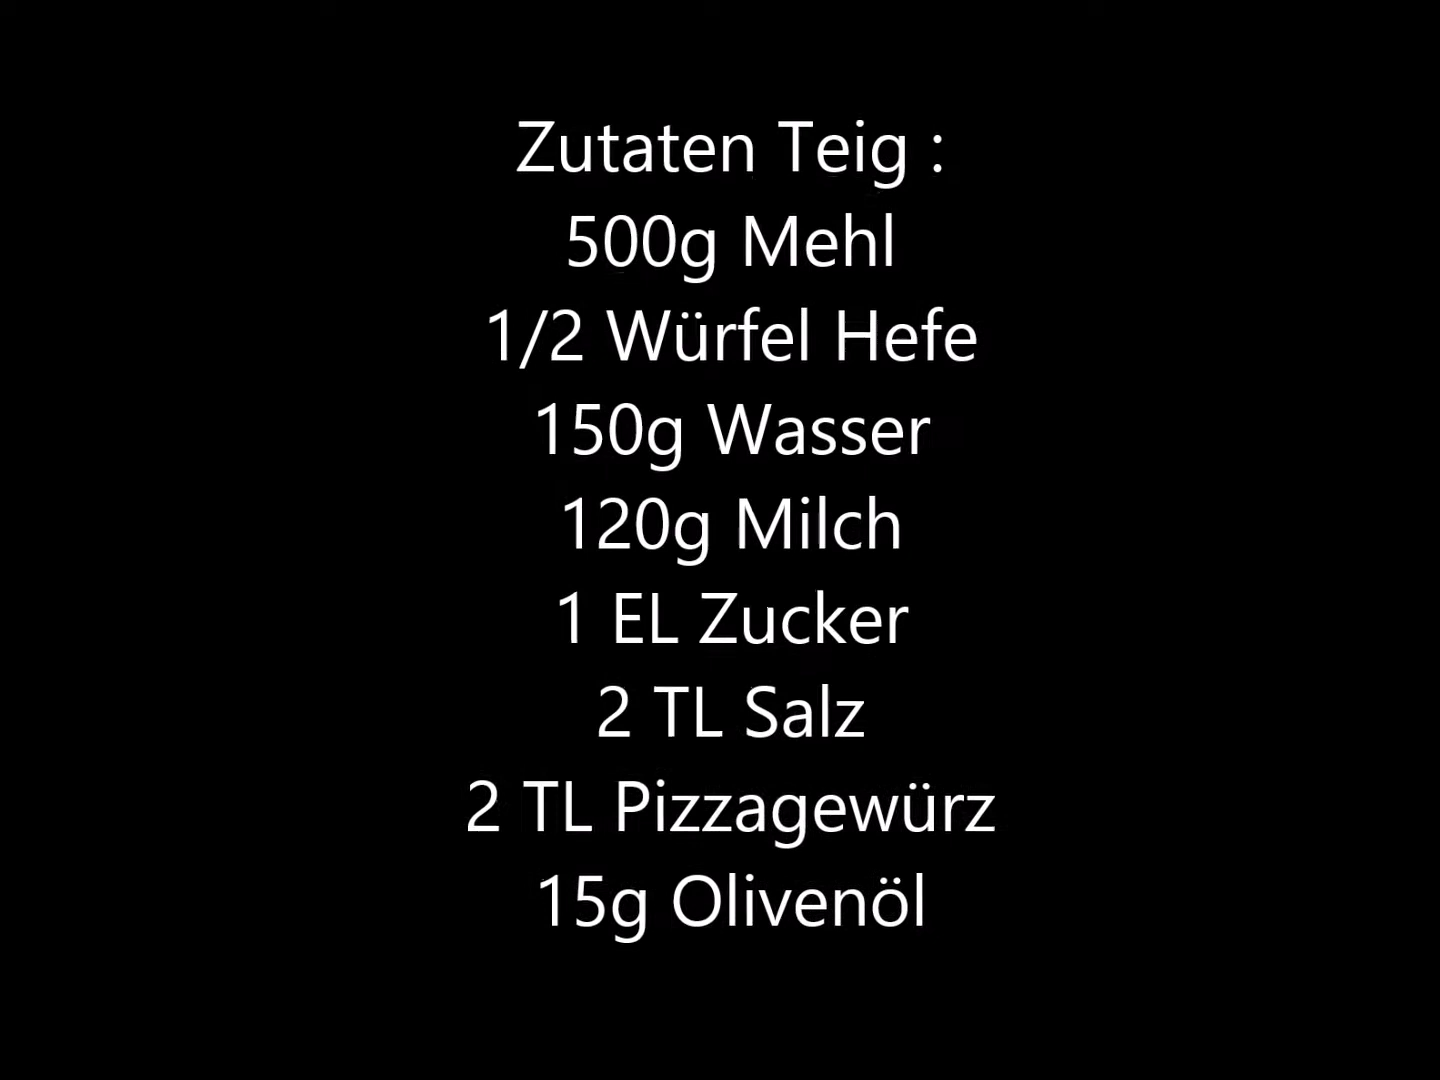 Zutaten Teig :
500g Mehl
1/2 Würfel Hefe
150g Wasser
120g Milch
1 EL Zucker
2 TL Salz
2 TL Pizzagewürz
15g Olivenöl